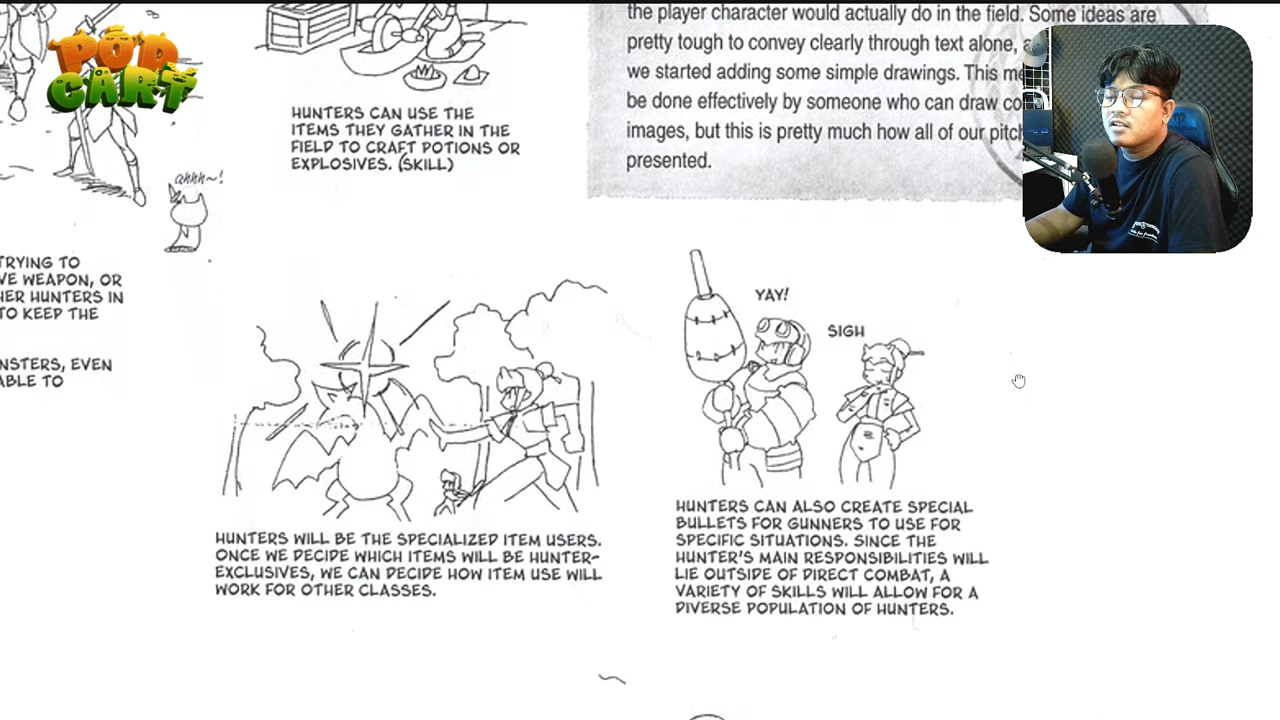 the player character would actually do in the field. Some ideas are
pretty tough to convey clearly through text alone,
we started adding some simple drawings. This
be done effectively by someone who can draw
images, but this is pretty much how all of our
presented.
POD
CART
HUNTERS CAN USE THE
ITEMS THEY GATHER IN THE
FIELD TO CRAFT POTIONS OR
EXPLOSIVES. (SKILL)
ahhh~!
TRYING TO
WEAPON, OR
HUNTERS IN
TO KEEP THE
EVEN
TO
YAY!
SIGH
HUNTERS WILL BE THE SPECIALIZED ITEM USERS.
ONCE WE DECIDE WHICH ITEMS WILL BE HUNTER-
EXCLUSIVES, WE CAN DECIDE HOW ITEM USE WILL
WORK FOR OTHER CLASSES.
HUNTERS CAN ALSO CREATE SPECIAL
BULLETS FOR GUNNERS TO USE FOR
SPECIFIC SITUATIONS. SINCE THE
HUNTER'S MAIN RESPONSIBILITIES WILL
LIE OUTSIDE OF DIRECT COMBAT, A
VARIETY OF SKILLS WILL ALLOW FOR A
DIVERSE POPULATION OF HUNTERS.